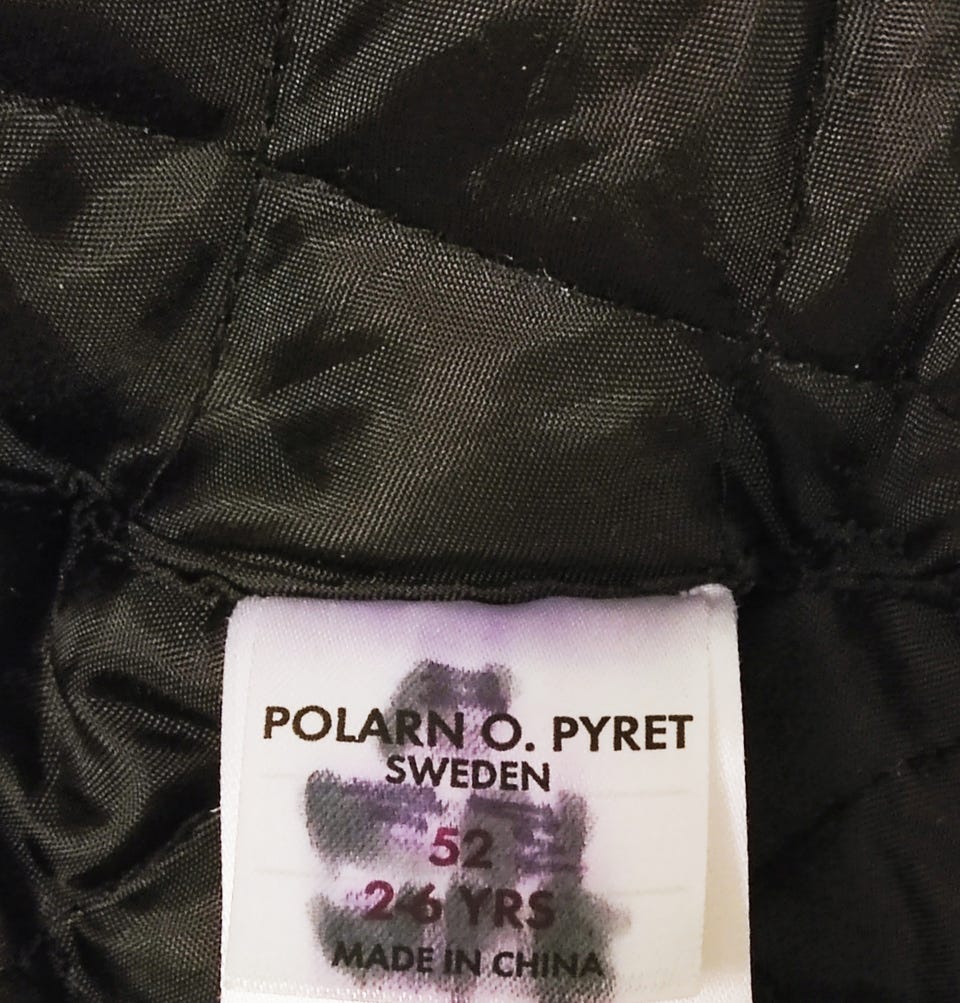 POLARN O. PYRET
SWEDEN
52
2-6 YRS
MADE IN CHINA